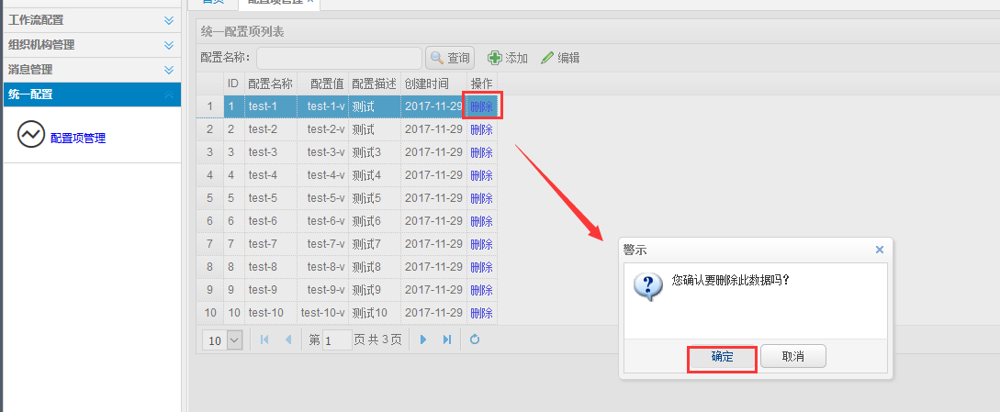 首页 配置项管理 ×
工作流配置
组织机构管理
消息管理
统一配置
配置项管理
统一配置项列表
配置名称: 查询 添加 编辑
ID 配置名称 配置值 配置描述 创建时间 操作
1 1 test-1 test-1-v 测试 2017-11-29 删除
2 2 test-2 test-2-v 测试 2017-11-29 删除
3 3 test-3 test-3-v 测试3 2017-11-29 删除
4 4 test-4 test-4-v 测试4 2017-11-29 删除
5 5 test-5 test-5-v 测试5 2017-11-29 删除
6 6 test-6 test-6-v 测试6 2017-11-29 删除
7 7 test-7 test-7-v 测试7 2017-11-29 删除
8 8 test-8 test-8-v 测试8 2017-11-29 删除
9 9 test-9 test-9-v 测试9 2017-11-29 删除
10 10 test-10 test-10-v 测试10 2017-11-29 删除
10 第 1 页 共 3 页
警示
您确认要删除此数据吗?
确定 取消